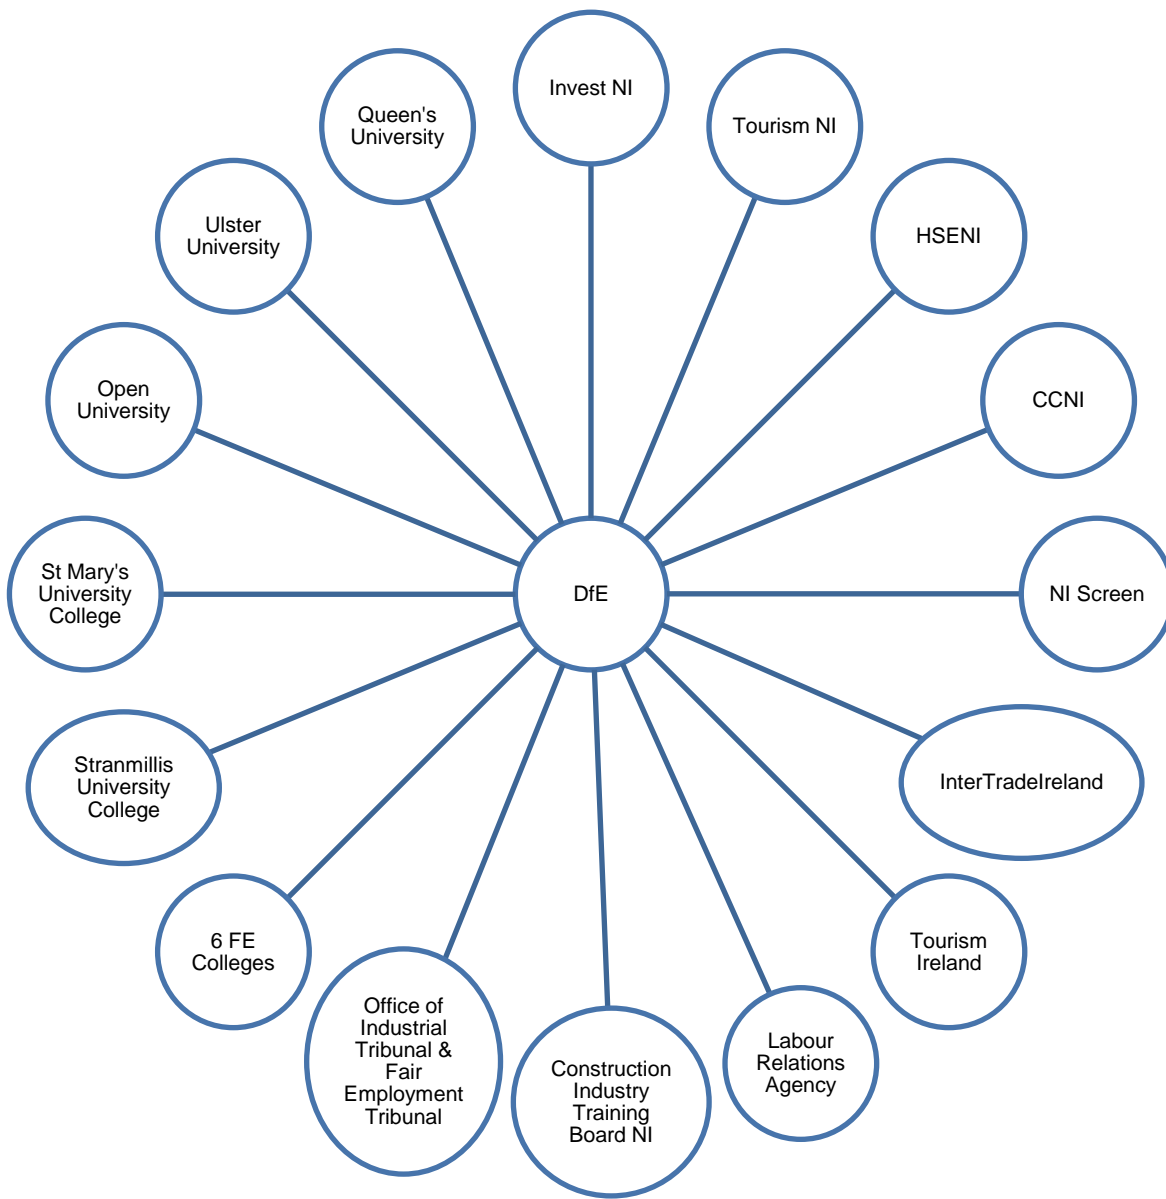 Invest NI
Tourism NI
HSENI
CCNI
NI Screen
InterTradeIreland
Tourism
Ireland
Labour
Relations
Agency
Construction
Industry
Training
Board NI
Office of
Industrial
Tribunal &
Fair
Employment
Tribunal
6 FE
Colleges
Stranmillis
University
College
St Mary's
University
College
Open
University
Ulster
University
Queen's
University
DfE